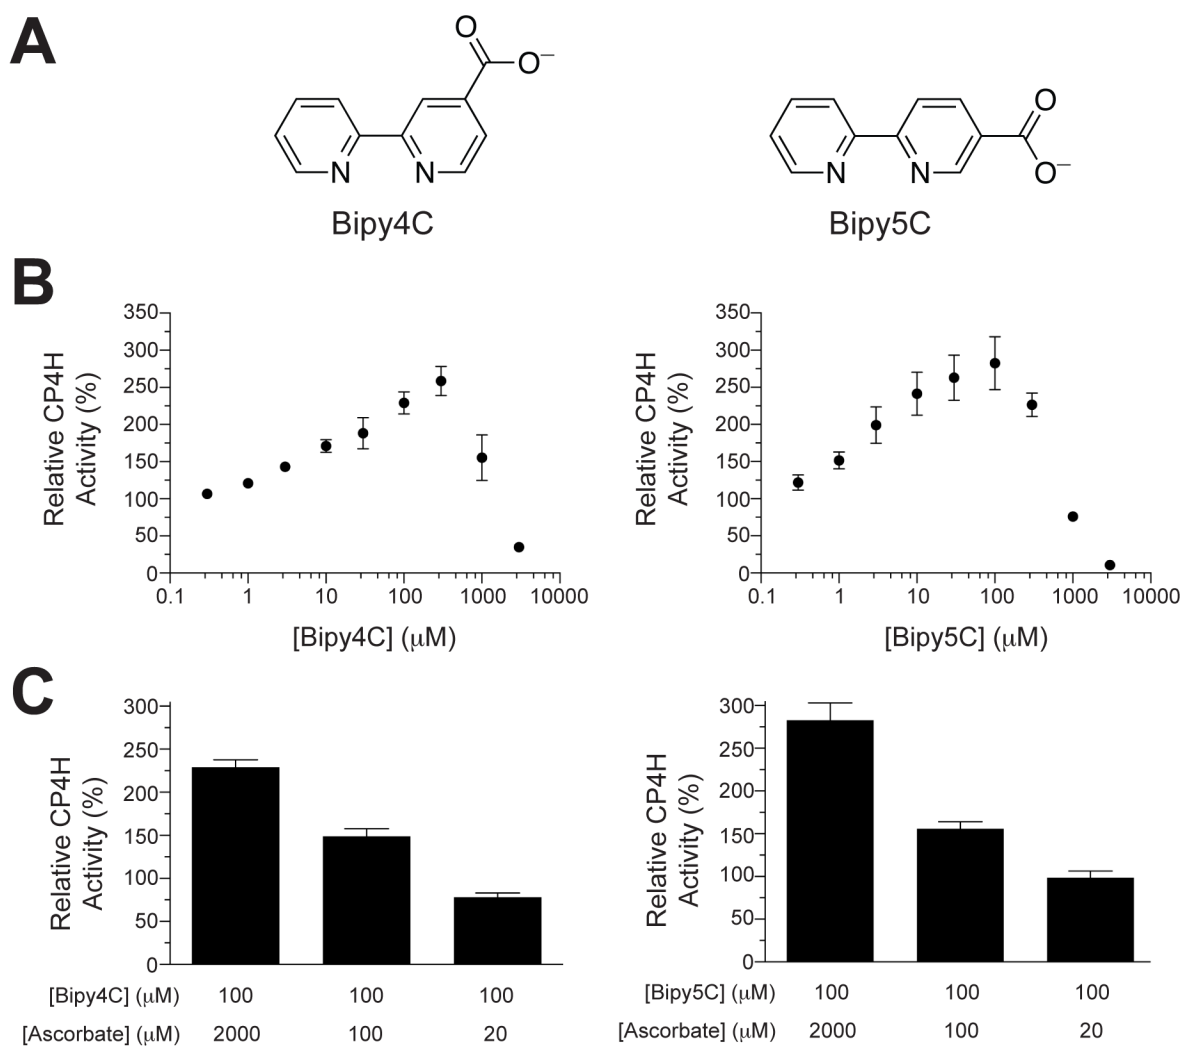 A
O
O–
N N
Bipy4C
O
O–
N N
Bipy5C
B
Relative CP4H
Activity (%)
350
300
250
200
150
100
50
0
0.1 1 10 100 1000 10000
[Bipy4C] (μM)
Relative CP4H
Activity (%)
350
300
250
200
150
100
50
0
0.1 1 10 100 1000 10000
[Bipy5C] (μM)
C
Relative CP4H
Activity (%)
300
250
200
150
100
50
0
[Bipy4C] (μM) 100 100 100
[Ascorbate] (μM) 2000 100 20
Relative CP4H
Activity (%)
300
250
200
150
100
50
0
[Bipy5C] (μM) 100 100 100
[Ascorbate] (μM) 2000 100 20